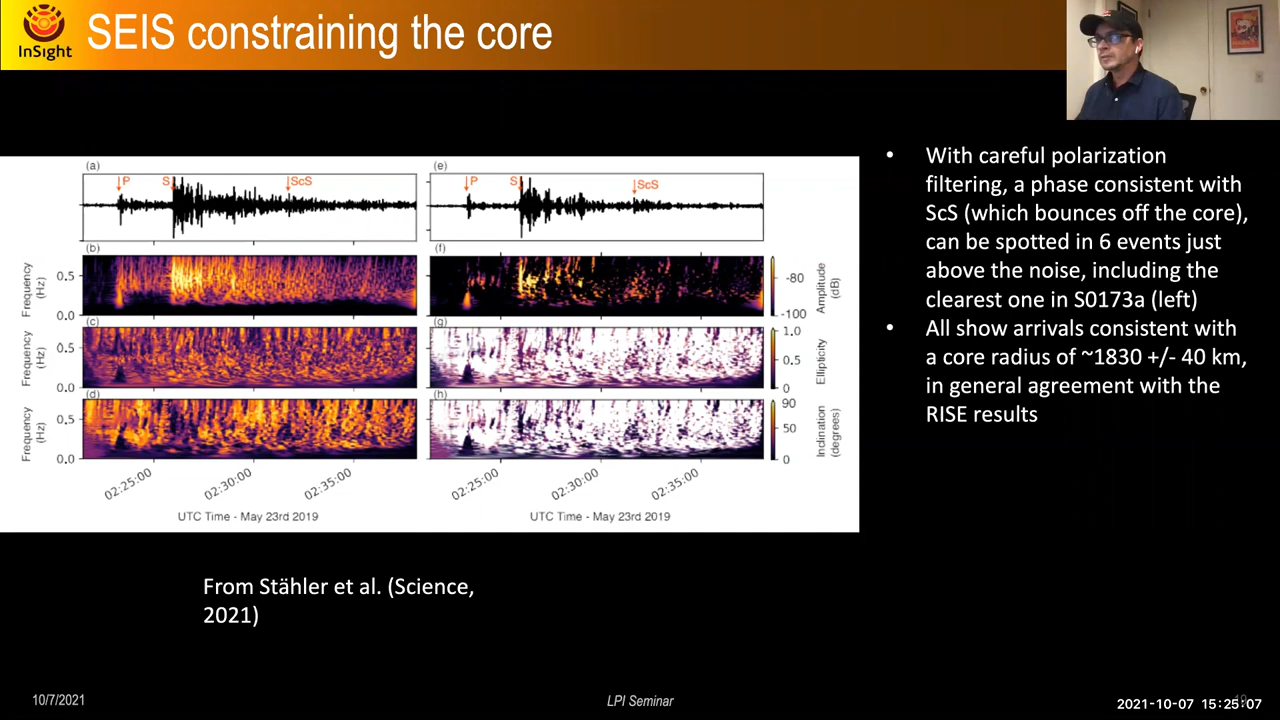 InSight
SEIS constraining the core
With careful polarization
filtering, a phase consistent with
ScS (which bounces off the core),
can be spotted in 6 events just
above the noise, including the
clearest one in S0173a (left)
All show arrivals consistent with
a core radius of ~1830 +/- 40 km,
in general agreement with the
RISE results
(a)
P
S
ScS
(e)
P
S
ScS
(b)
Frequency
(Hz)
0.5
0.0
(f)
-80
-100
Amplitude
(dB)
(c)
Frequency
(Hz)
0.5
0.0
(g)
1.0
0.5
0
Ellipticity
(d)
Frequency
(Hz)
0.5
0.0
(h)
90
50
0
Inclination
(degrees)
02:25:00
02:30:00
02:35:00
02:25:00
02:30:00
02:35:00
UTC Time - May 23rd 2019
UTC Time - May 23rd 2019
From Stähler et al. (Science,
2021)
10/7/2021
LPI Seminar
2021-10-07 15:25:07